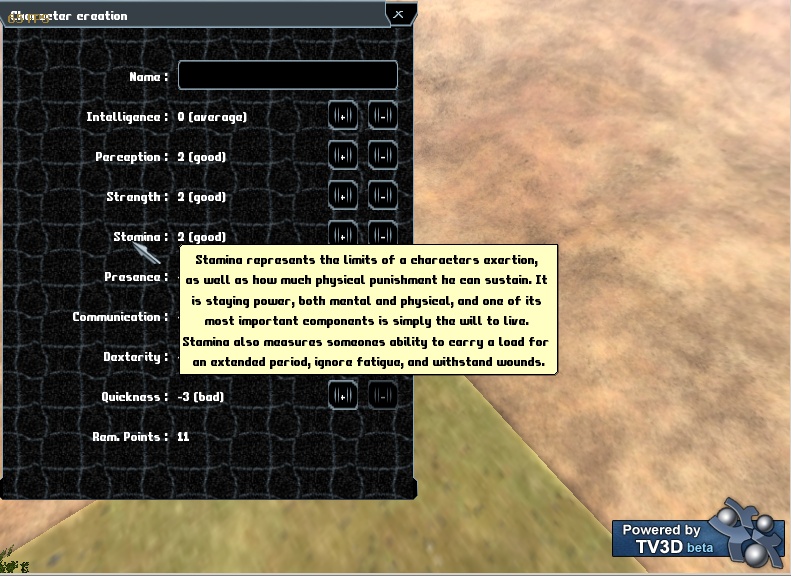 Character creation
Name :
Intelligence : 0 (average)
Perception : 2 (good)
Strength : 2 (good)
Stamina : 2 (good)
Stamina represents the limits of a characters exertion,
as well as how much physical punishment he can sustain. It
is staying power, both mental and physical, and one of its
most important components is simply the will to live.
Stamina also measures someones ability to carry a load for
an extended period, ignore fatigue, and withstand wounds.
Presence :
Communication :
Dexterity :
Quickness : -3 (bad)
Rem. Points : 11
Powered by
TV3D beta